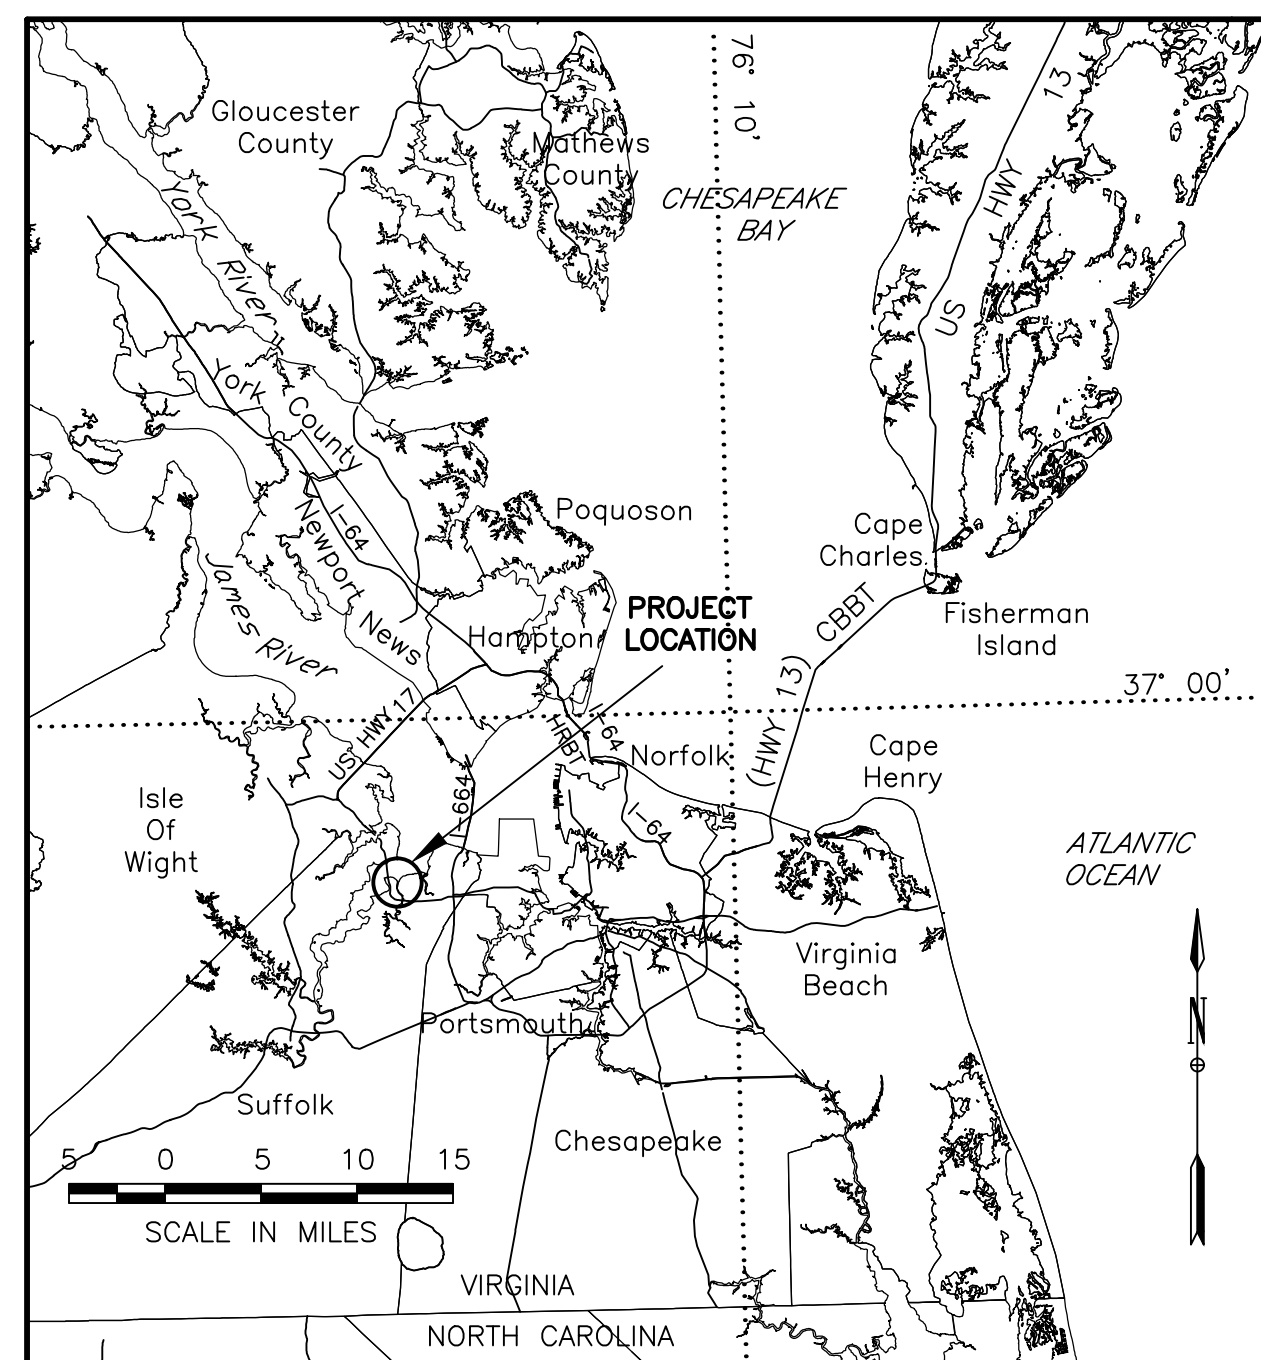 76° 10'
13
Gloucester
County
Mathews
County
CHESAPEAKE
BAY
HWY
US
York
River
York
County
Poquoson
I-64
Newport
News
Cape
Charles
James River
PROJECT
LOCATION
CBBT
Fisherman
Island
Hampton
37° 00'
(HWY 13)
US HWY 17
I-64
HRBT
Norfolk
Cape
Henry
Isle
Of
Wight
I-664
I-64
ATLANTIC
OCEAN
Virginia
Beach
N
Portsmouth
Suffolk
Chesapeake
5 0 5 10 15
SCALE IN MILES
VIRGINIA
NORTH CAROLINA